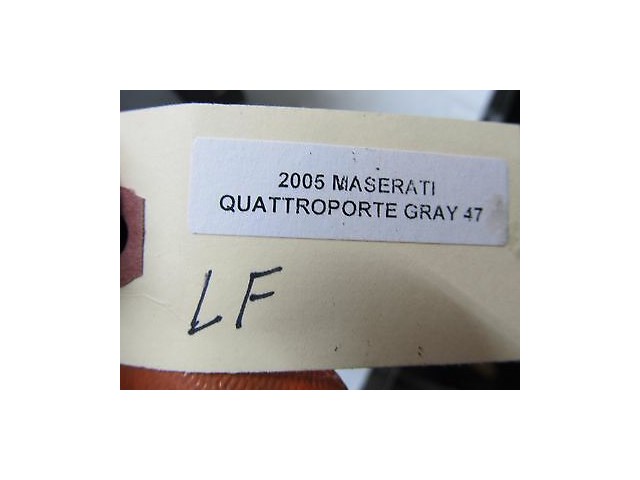 2005 MASERATI
QUATTROPORTE GRAY 47
LF